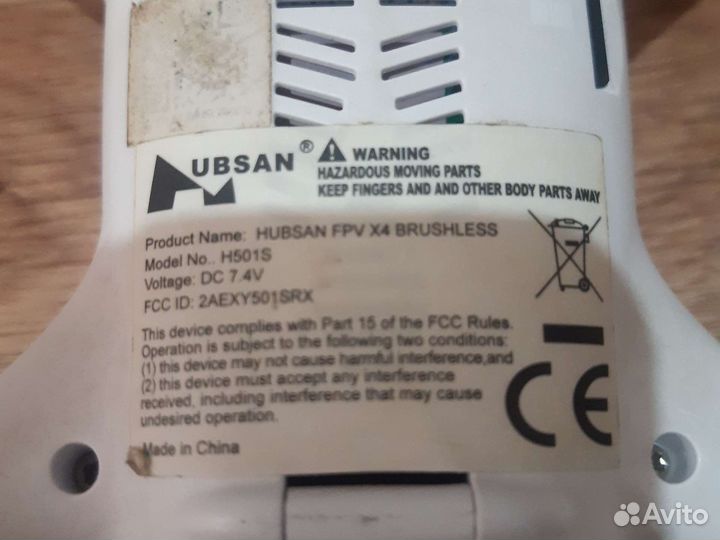 HUBSAN ® WARNING
HAZARDOUS MOVING PARTS
KEEP FINGERS AND AND OTHER BODY PARTS AWAY
Product Name: HUBSAN FPV X4 BRUSHLESS
Model No.. H501S
Voltage: DC 7.4V
FCC ID: 2AEXY501SRX
This device complies with Part 15 of the FCC Rules.
Operation is subject to the following two conditions:
(1) this device may not cause harmful interference,and
(2) this device must accept any interference
received, including interference that may cause
undesired operation.
CE
Made in China
Avito